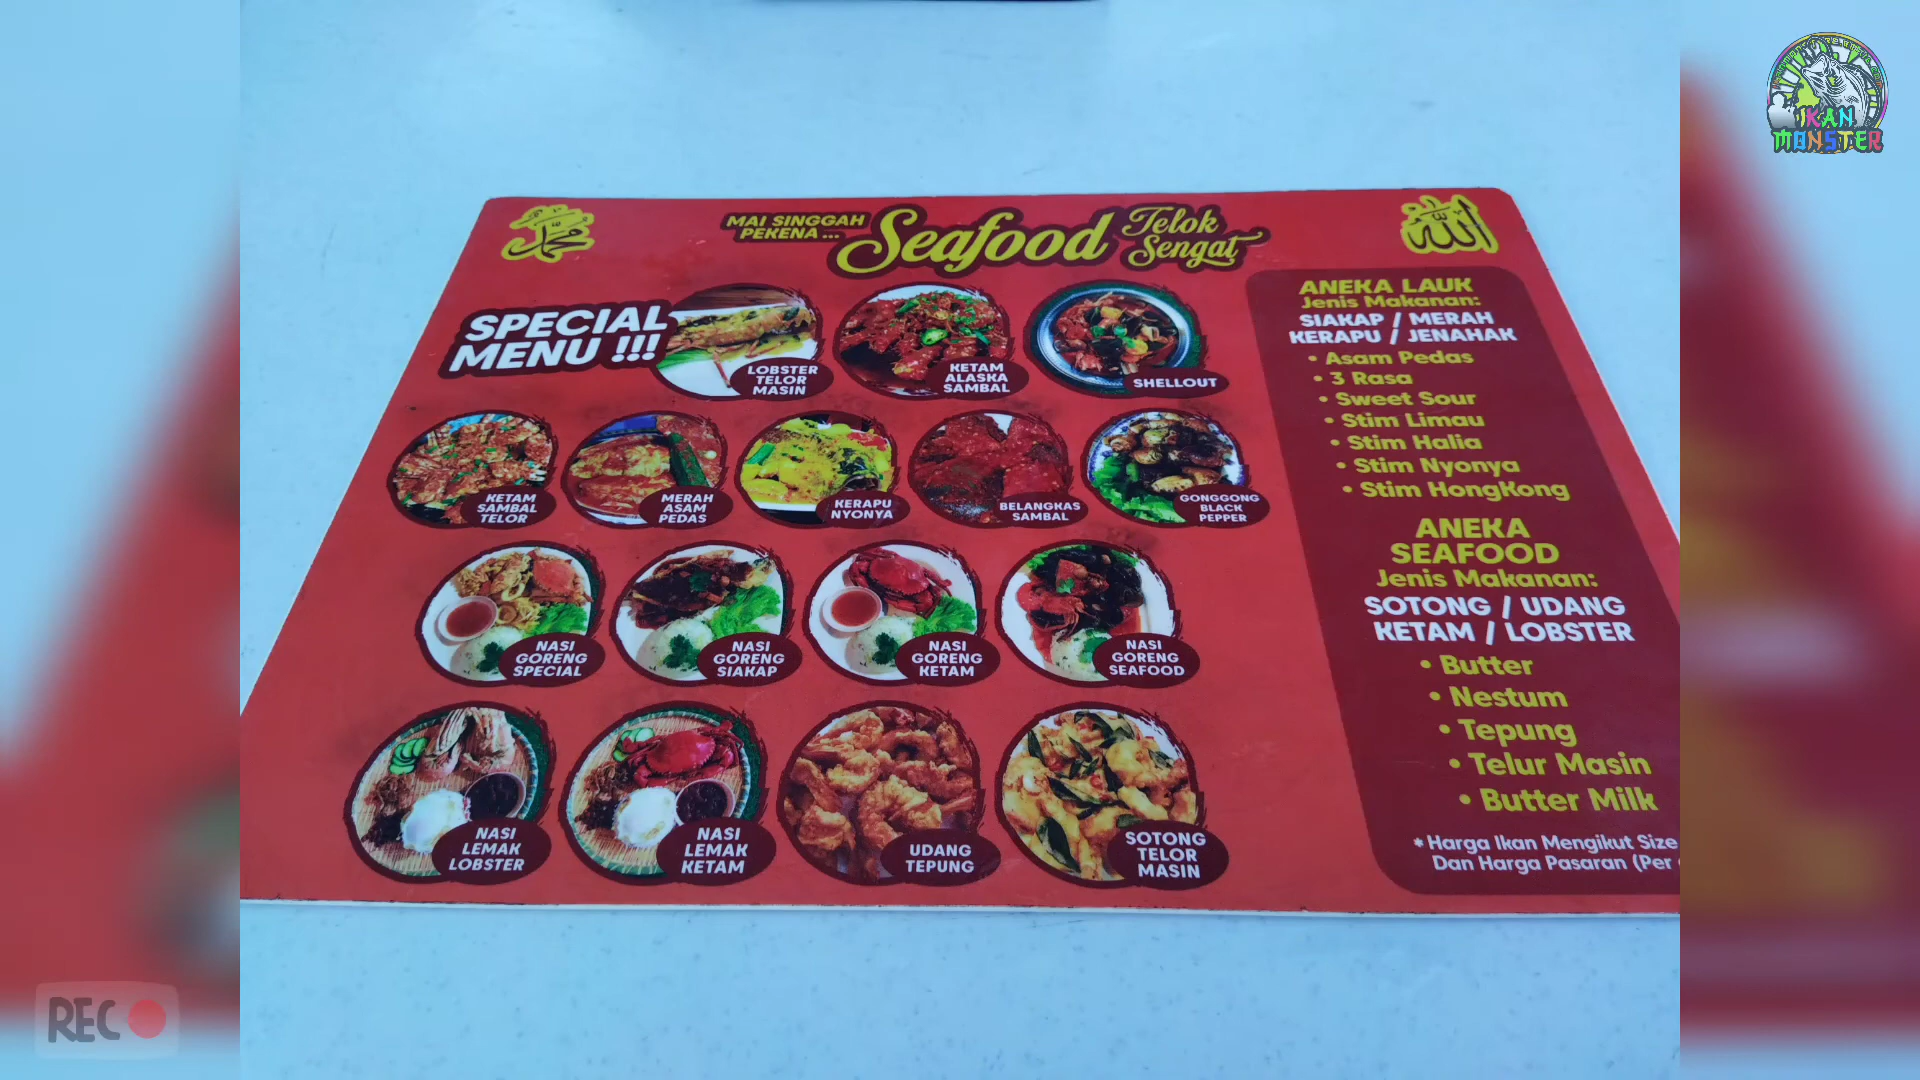 IKAN
MONSTER
محمد
MAI SINGGAH
PEKENA ...
Seafood
Telok
Sengat
الله
SPECIAL
MENU !!!
LOBSTER
TELOR
MASIN
KETAM
ALASKA
SAMBAL
SHELLOUT
KETAM
SAMBAL
TELOR
MERAH
ASAM
PEDAS
KERAPU
NYONYA
BELANGKAS
SAMBAL
GONGGONG
BLACK
PEPPER
NASI
GORENG
SPECIAL
NASI
GORENG
SIAKAP
NASI
GORENG
KETAM
NASI
GORENG
SEAFOOD
NASI
LEMAK
LOBSTER
NASI
LEMAK
KETAM
UDANG
TEPUNG
SOTONG
TELOR
MASIN
ANEKA LAUK
Jenis Makanan:
SIAKAP / MERAH
KERAPU / JENAHAK
• Asam Pedas
• 3 Rasa
• Sweet Sour
• Stim Limau
• Stim Halia
• Stim Nyonya
• Stim HongKong
ANEKA
SEAFOOD
Jenis Makanan:
SOTONG / UDANG
KETAM / LOBSTER
• Butter
• Nestum
• Tepung
• Telur Masin
• Butter Milk
* Harga Ikan Mengikut Size
Dan Harga Pasaran (Per
REC